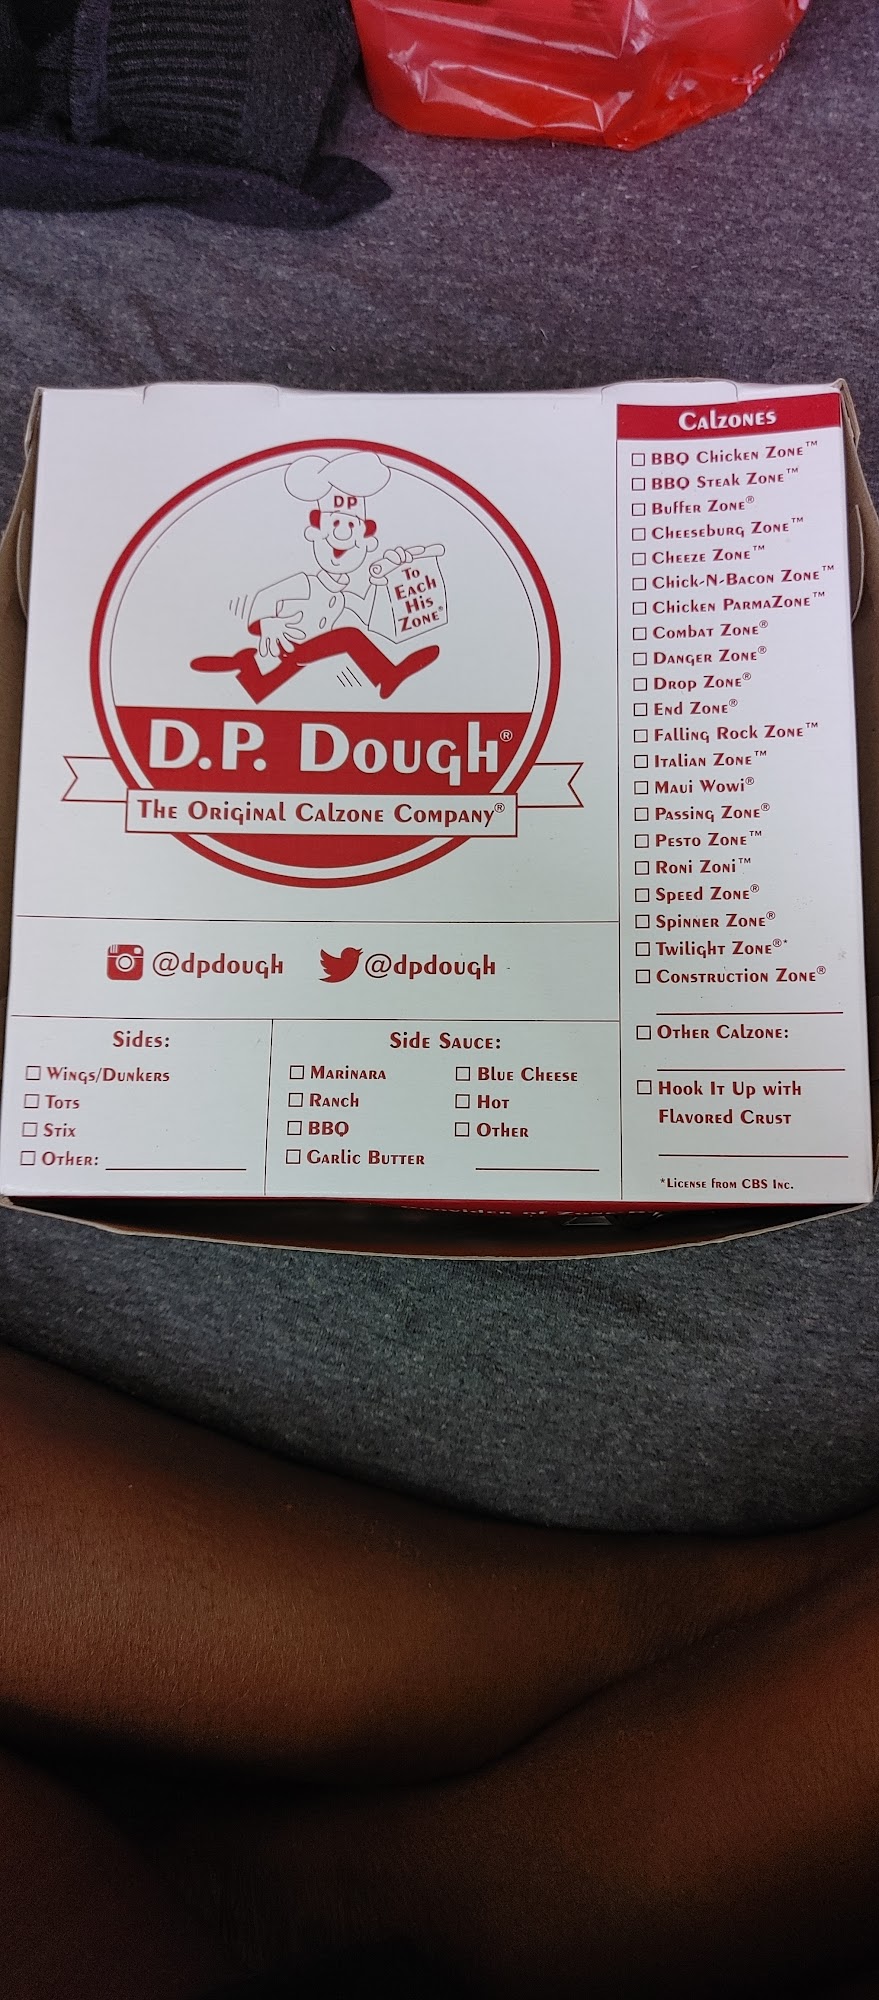 DP
To
Each
His
Zone®
D.P. Dough®
The Original Calzone Company®
@dpdough @dpdough
Sides:
Wings/Dunkers
Tots
Stix
Other:
Side Sauce:
Marinara
Ranch
BBQ
Garlic Butter
Blue Cheese
Hot
Other
Calzones
BBQ Chicken Zone™
BBQ Steak Zone™
Buffer Zone®
Cheeseburg Zone™
Cheeze Zone™
Chick-N-Bacon Zone™
Chicken ParmaZone™
Combat Zone®
Danger Zone®
Drop Zone®
End Zone®
Falling Rock Zone™
Italian Zone™
Maui Wowi®
Passing Zone®
Pesto Zone™
Roni Zoni™
Speed Zone®
Spinner Zone®
Twilight Zone®*
Construction Zone®
Other Calzone:
Hook It Up with
Flavored Crust
*License from CBS Inc.